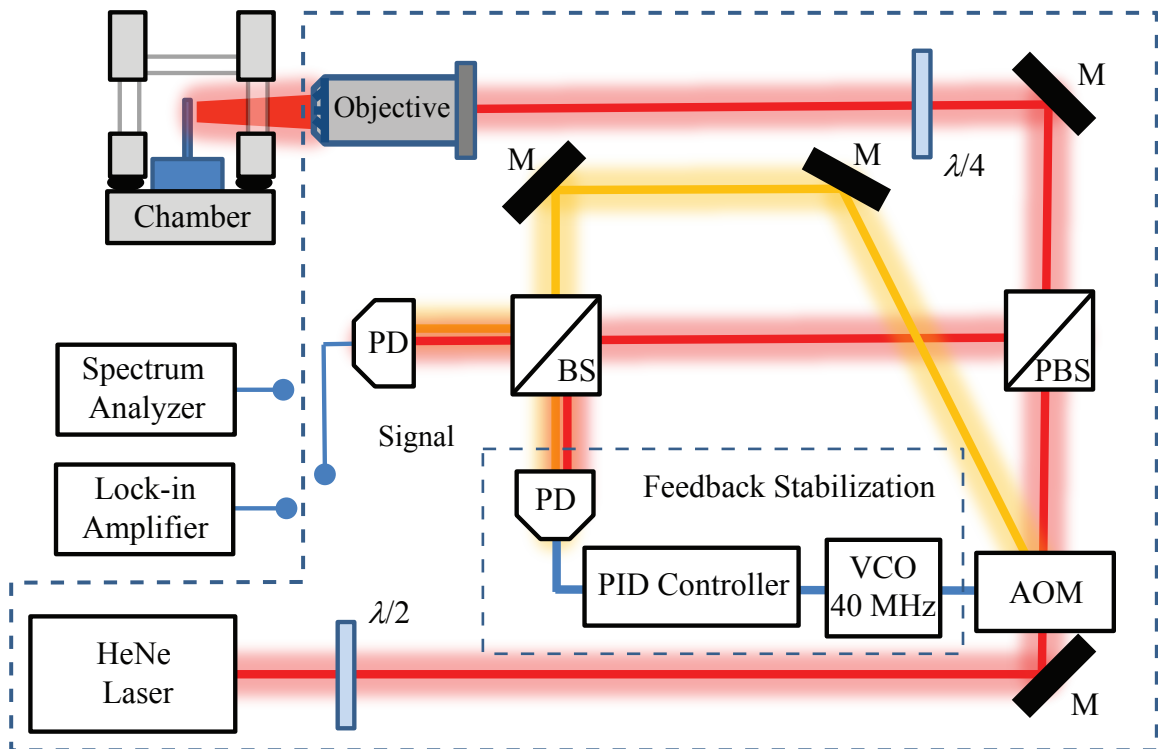 M
Objective
M
M
λ/4
Chamber
PD
BS
PBS
Spectrum
Analyzer
Signal
Lock-in
Amplifier
PD
Feedback Stabilization
PID Controller
VCO
40 MHz
AOM
λ/2
HeNe
Laser
M